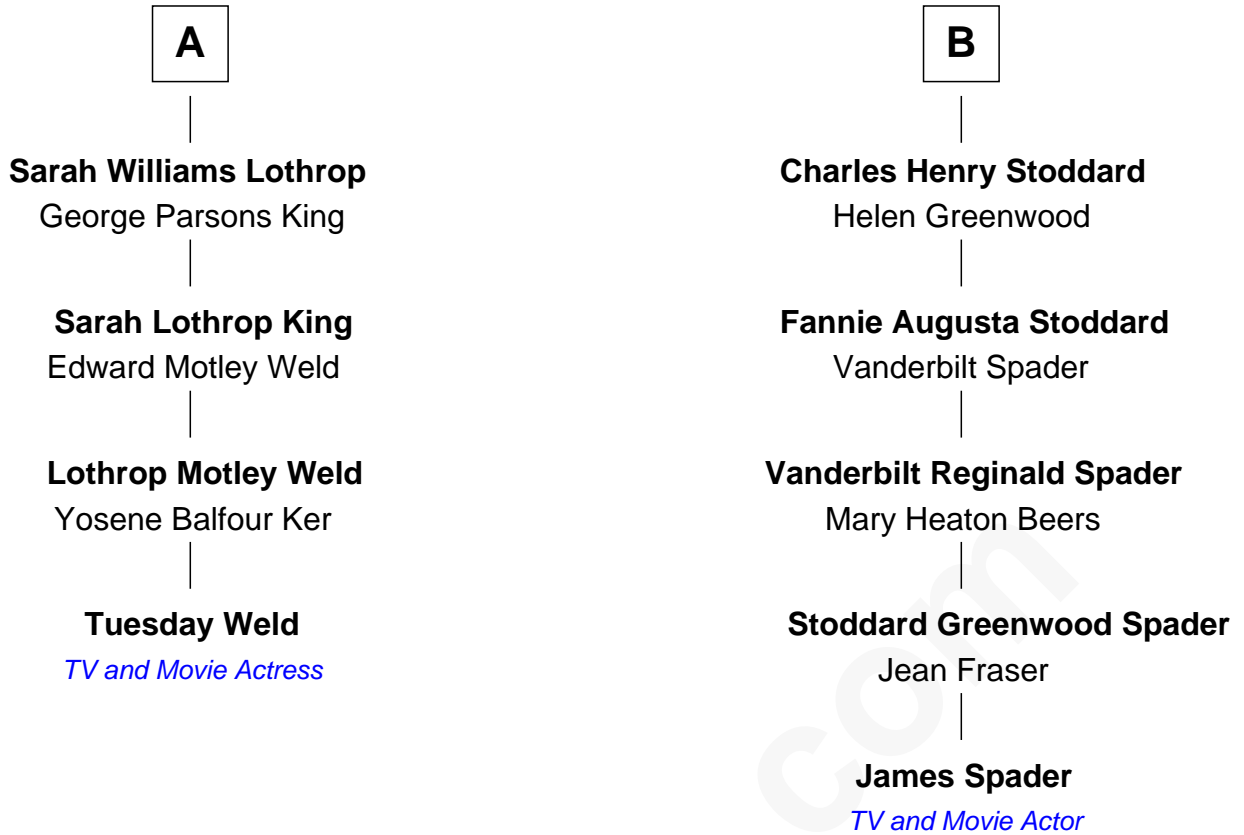 A
Sarah Williams Lothrop
George Parsons King
Sarah Lothrop King
Edward Motley Weld
Lothrop Motley Weld
Yosene Balfour Ker
Tuesday Weld
TV and Movie Actress
B
Charles Henry Stoddard
Helen Greenwood
Fannie Augusta Stoddard
Vanderbilt Spader
Vanderbilt Reginald Spader
Mary Heaton Beers
Stoddard Greenwood Spader
Jean Fraser
James Spader
TV and Movie Actor
com